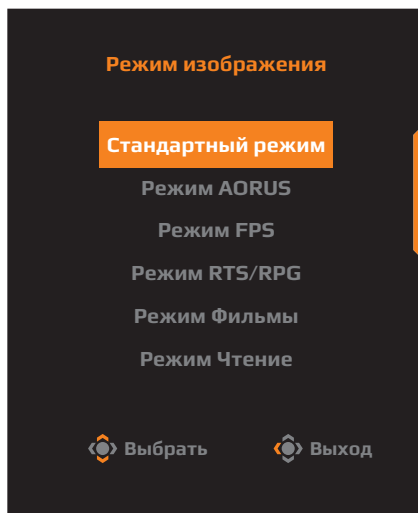 Режим изображения
Стандартный режим
Режим AORUS
Режим FPS
Режим RTS/RPG
Режим Фильмы
Режим Чтение
Выбрать Выход